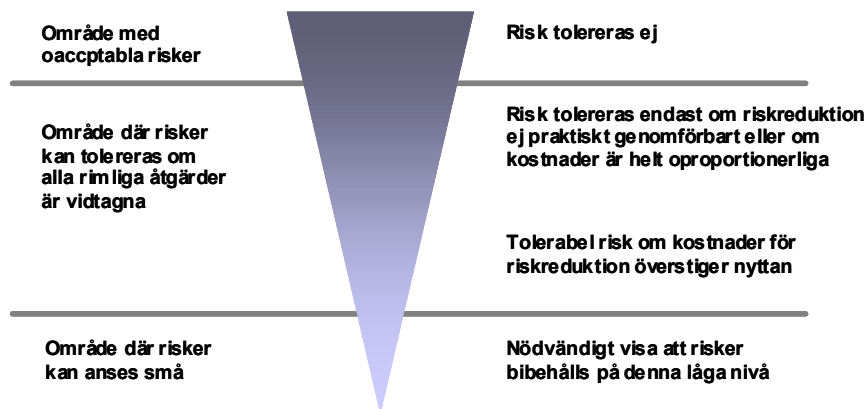 Område med
oaccptabla risker
Risk tolereras ej
Område där risker
kan tolereras om
alla rimliga åtgärder
är vidtagna
Risk tolereras endast om riskreduktion
ej praktiskt genomförbart eller om
kostnader är helt oproportionerliga
Tolerabel risk om kostnader för
riskreduktion överstiger nyttan
Område där risker
kan anses små
Nödvändigt visa att risker
bibehålls på denna låga nivå